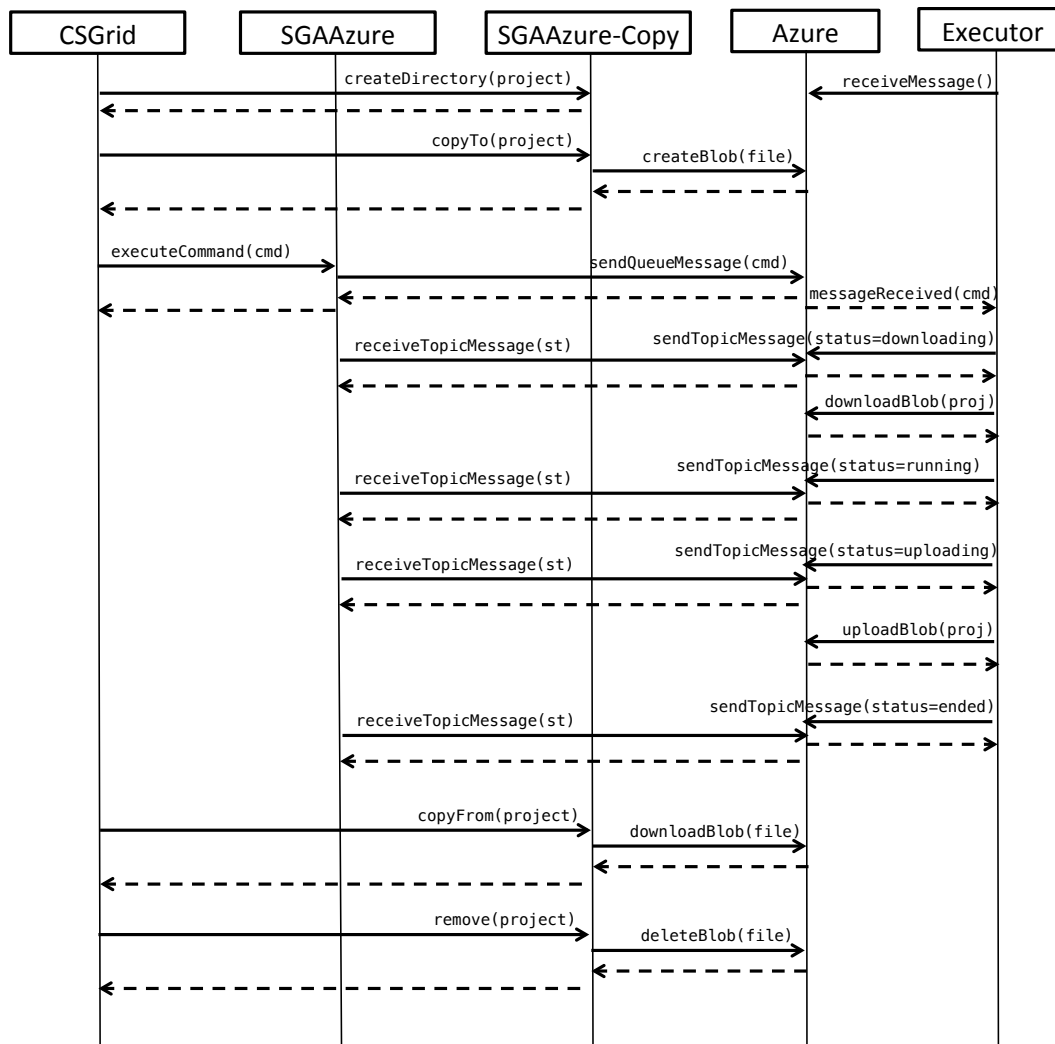 CSGrid
SGAAzure
SGAAzure-Copy
Azure
Executor
createDirectory(project)
receiveMessage()
copyTo(project)
createBlob(file)
executeCommand(cmd)
sendQueueMessage(cmd)
messageReceived(cmd)
receiveTopicMessage(st)
sendTopicMessage(status=downloading)
downloadBlob(proj)
receiveTopicMessage(st)
sendTopicMessage(status=running)
sendTopicMessage(status=uploading)
receiveTopicMessage(st)
uploadBlob(proj)
receiveTopicMessage(st)
sendTopicMessage(status=ended)
copyFrom(project)
downloadBlob(file)
remove(project)
deleteBlob(file)